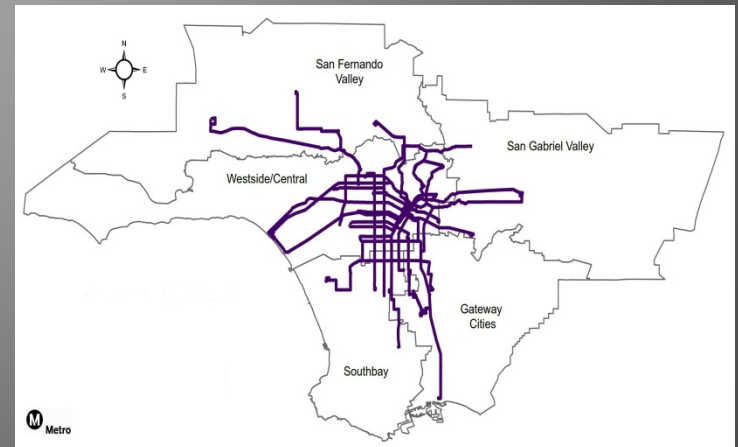 N
W E
S
San Fernando
Valley
San Gabriel Valley
Westside/Central
Gateway
Cities
Southbay
M Metro